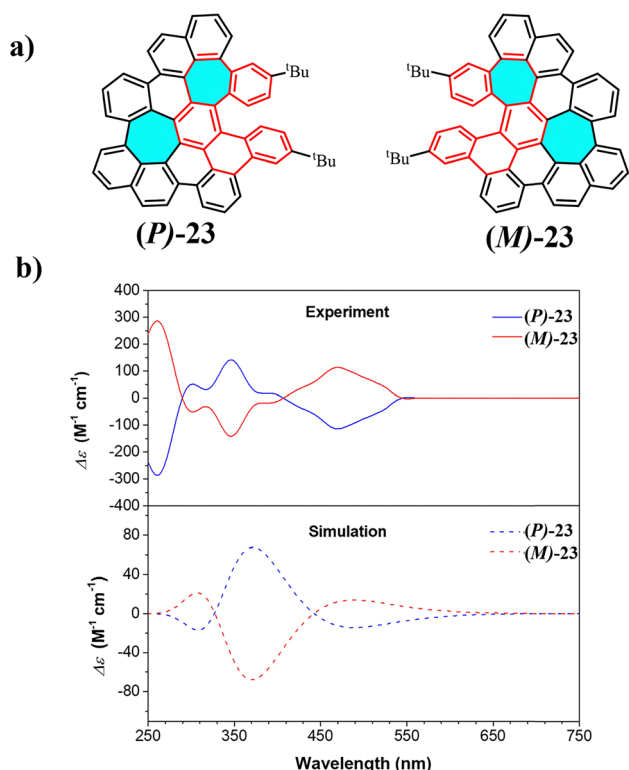 a)
tBu
tBu
tBu
tBu
(P)-23
(M)-23
b)
Experiment
(P)-23
(M)-23
400
300
200
100
0
-100
-200
-300
-400
Δε (M-1 cm-1)
Simulation
(P)-23
(M)-23
80
40
0
-40
-80
Δε (M-1 cm-1)
250 350 450 550 650 750
Wavelength (nm)